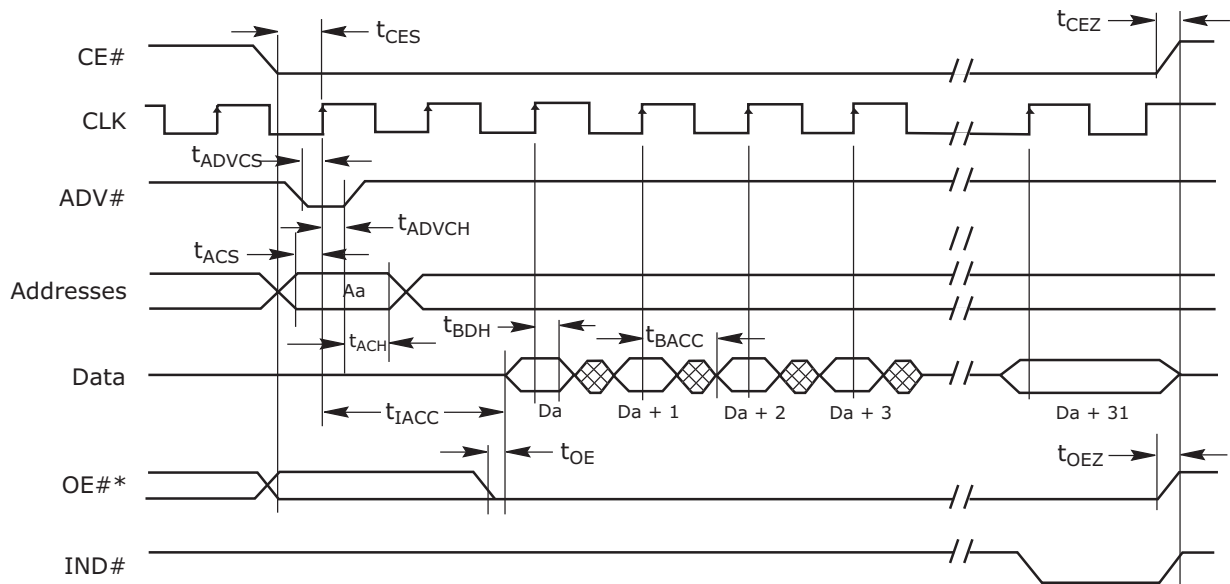 t_CES
t_CEZ
CE#
CLK
t_ADVCS
ADV#
t_ADVCH
t_ACS
Addresses
Aa
t_BDH
t_BACC
t_ACH
Data
Da
Da + 1
Da + 2
Da + 3
Da + 31
t_IACC
t_OE
t_OEZ
OE#*
IND#